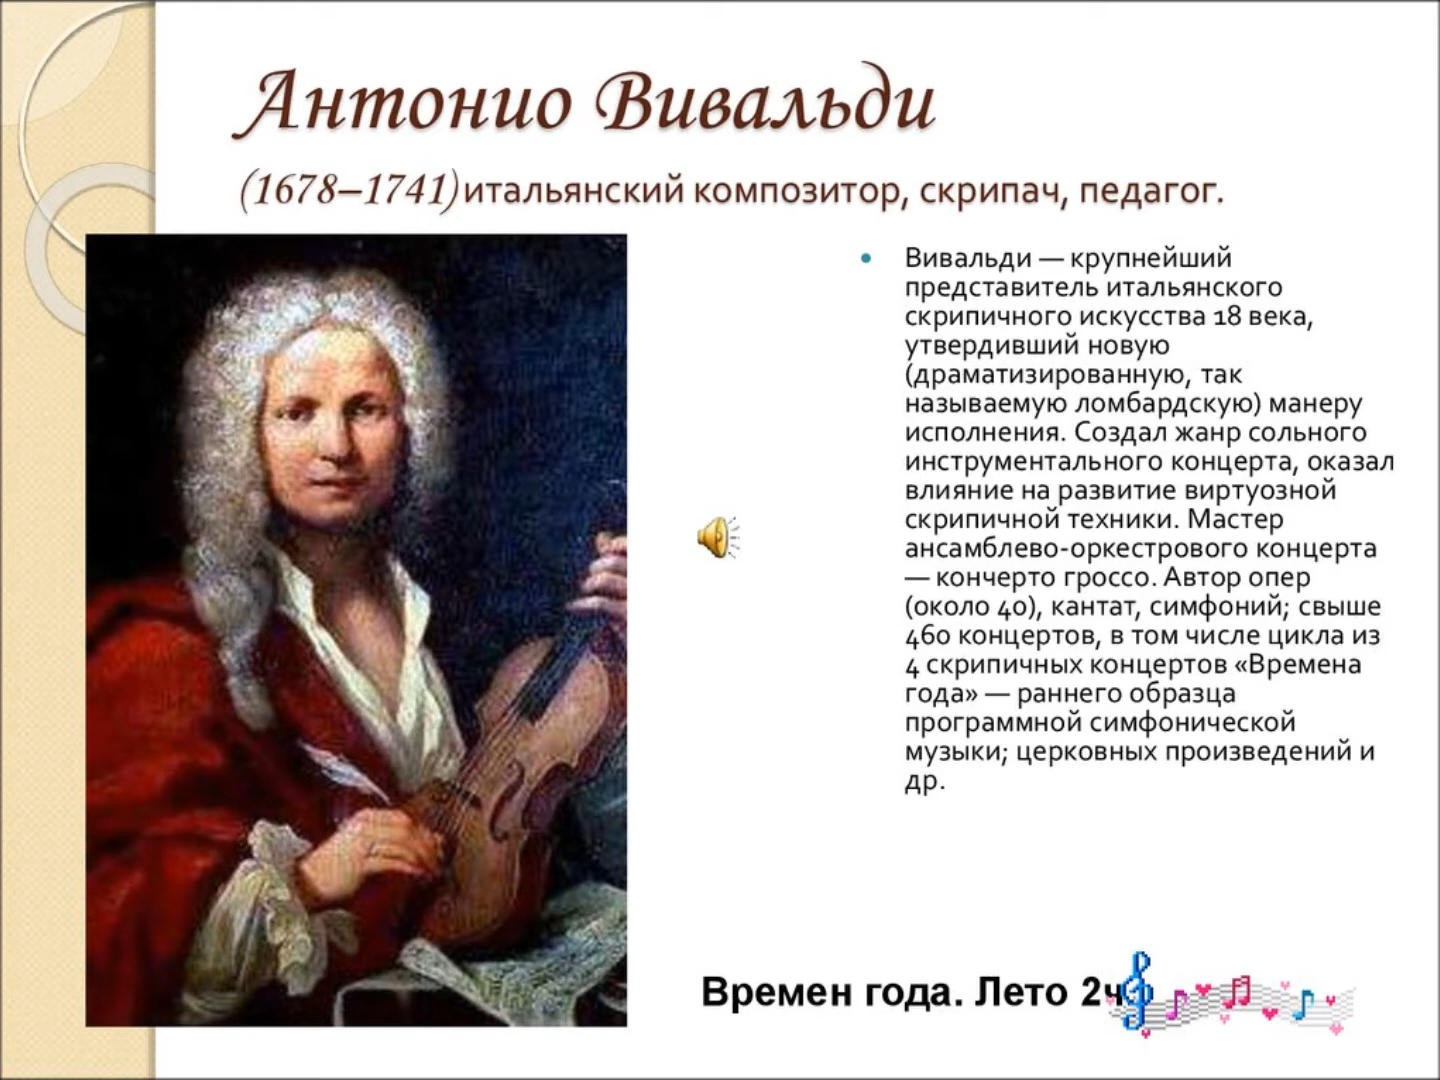 Антонио Вивальди
(1678–1741) итальянский композитор, скрипач, педагог.
Вивальди — крупнейший
представитель итальянского
скрипичного искусства 18 века,
утвердивший новую
(драматизированную, так
называемую ломбардскую) манеру
исполнения. Создал жанр сольного
инструментального концерта, оказал
влияние на развитие виртуозной
скрипичной техники. Мастер
ансамблево-оркестрового концерта
— кончерто гроссо. Автор опер
(около 40), кантат, симфоний; свыше
460 концертов, в том числе цикла из
4 скрипичных концертов «Времена
года» — раннего образца
программной симфонической
музыки; церковных произведений и
др.
Времен года. Лето 2ч